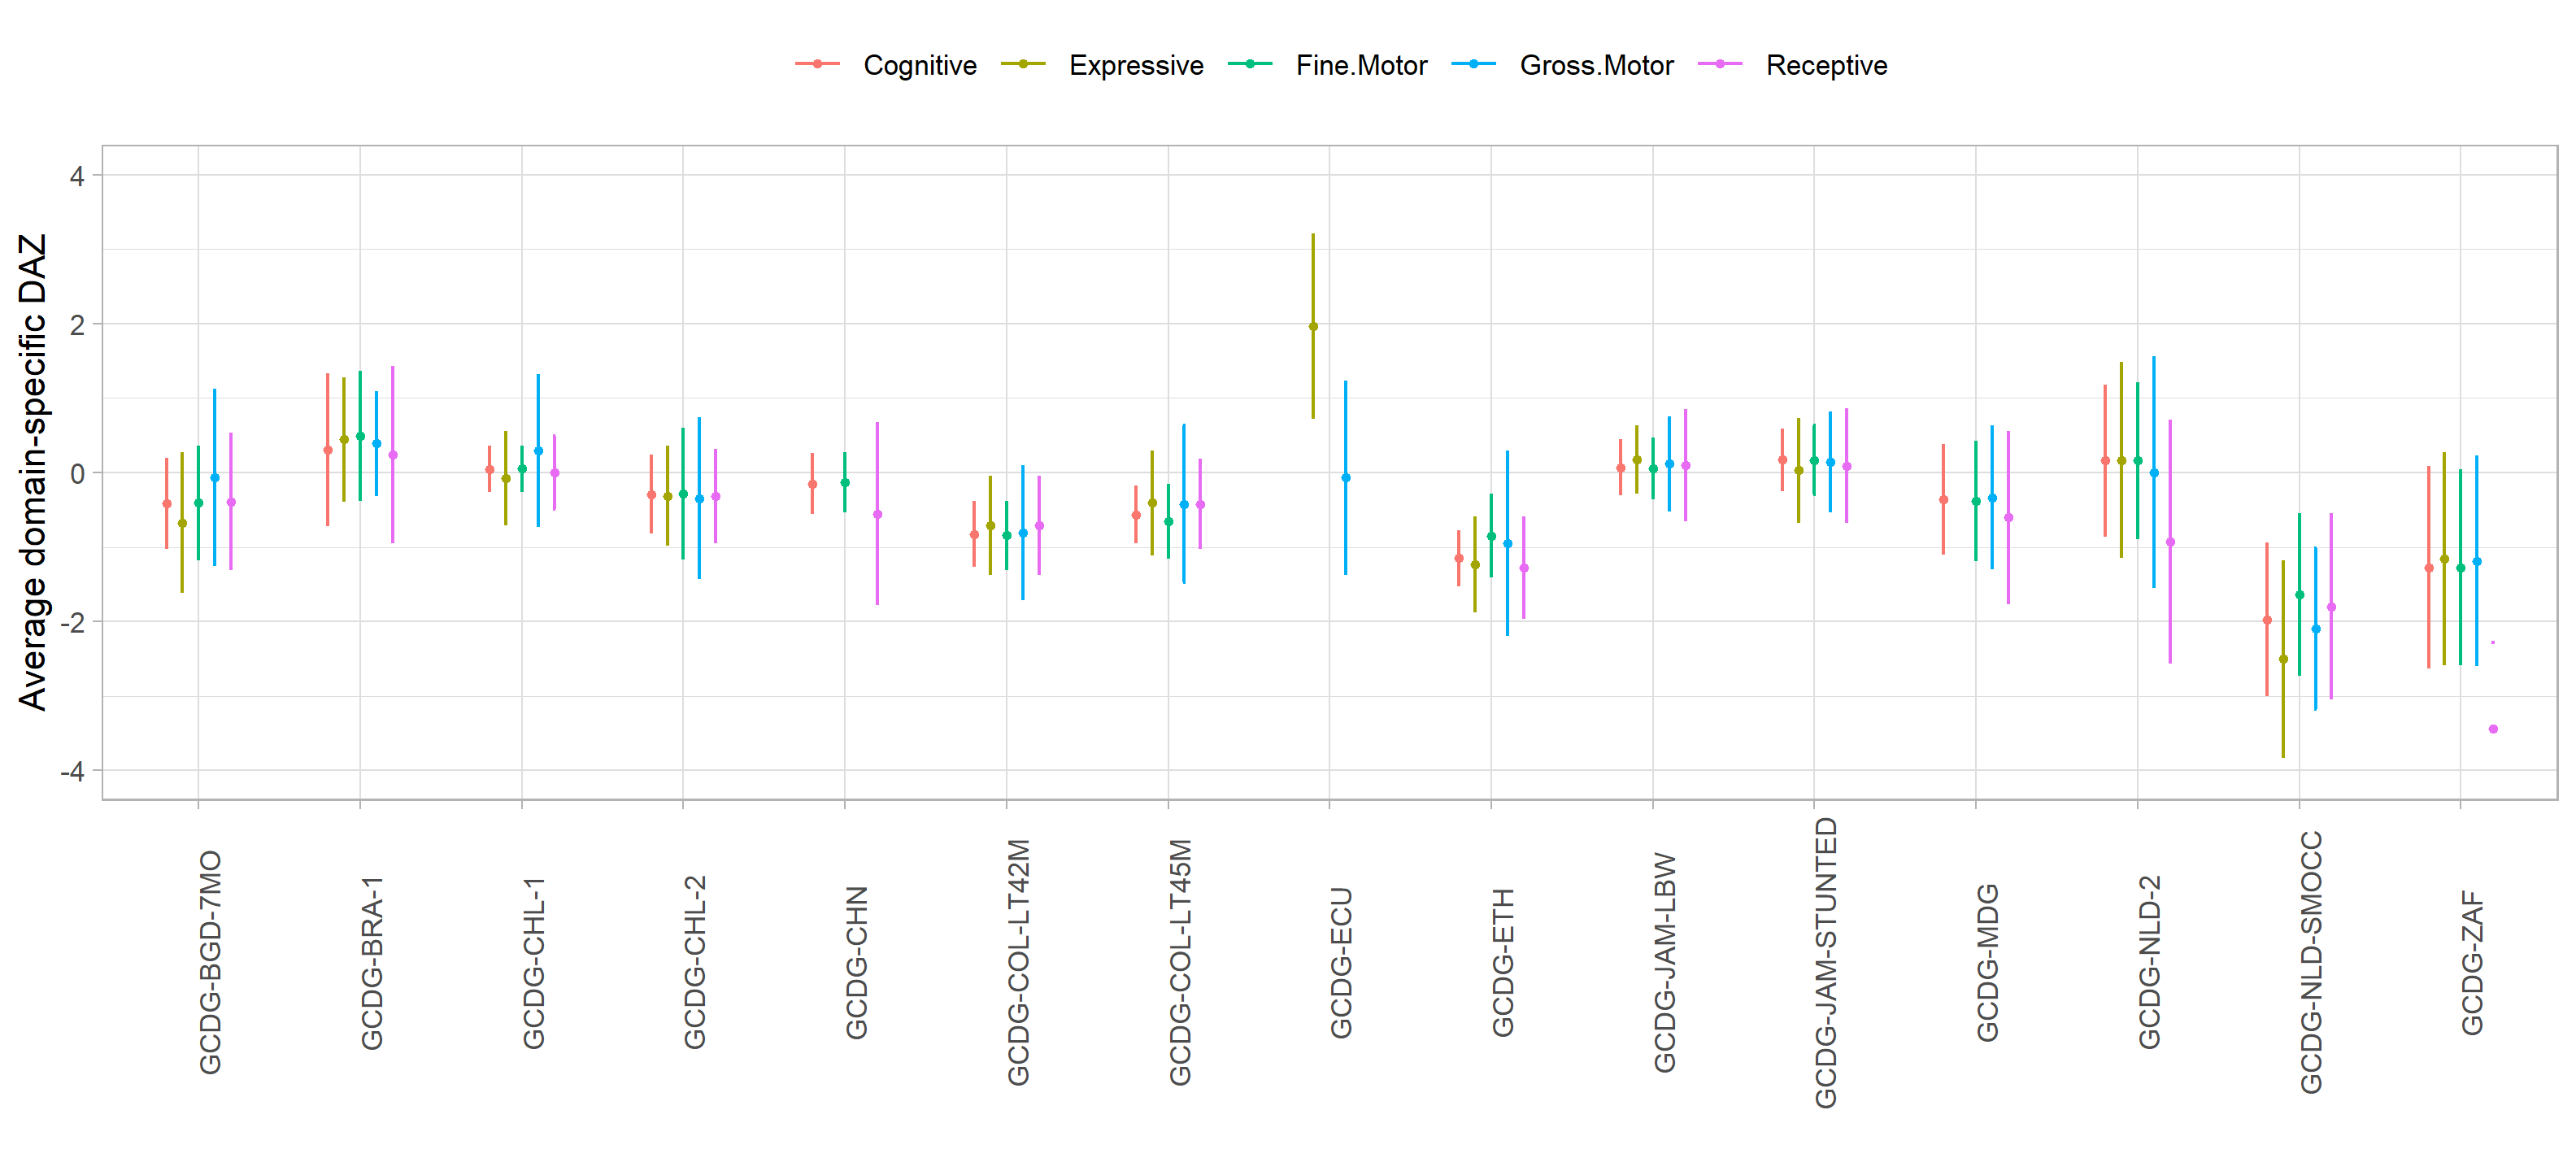 Cognitive Expressive Fine.Motor Gross.Motor Receptive
Average domain-specific DAZ
4
2
0
-2
-4
GCDG-BGD-7MO
GCDG-BRA-1
GCDG-CHL-1
GCDG-CHL-2
GCDG-CHN
GCDG-COL-LT42M
GCDG-COL-LT45M
GCDG-ECU
GCDG-ETH
GCDG-JAM-LBW
GCDG-JAM-STUNTED
GCDG-MDG
GCDG-NLD-2
GCDG-NLD-SMOCC
GCDG-ZAF